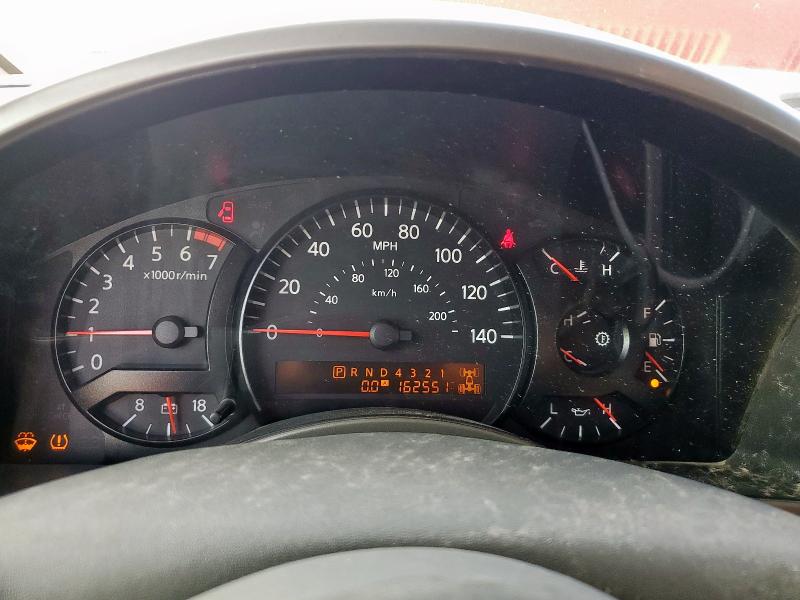 0 1 2 3 4 5 6 7
x1000r/min
8 18
0 20 40 60 80 100 120 140
MPH
0 40 80 120 160 200
km/h
P R N D 4 3 2 1
0.0 A 162551
C H
H
F
E
L H